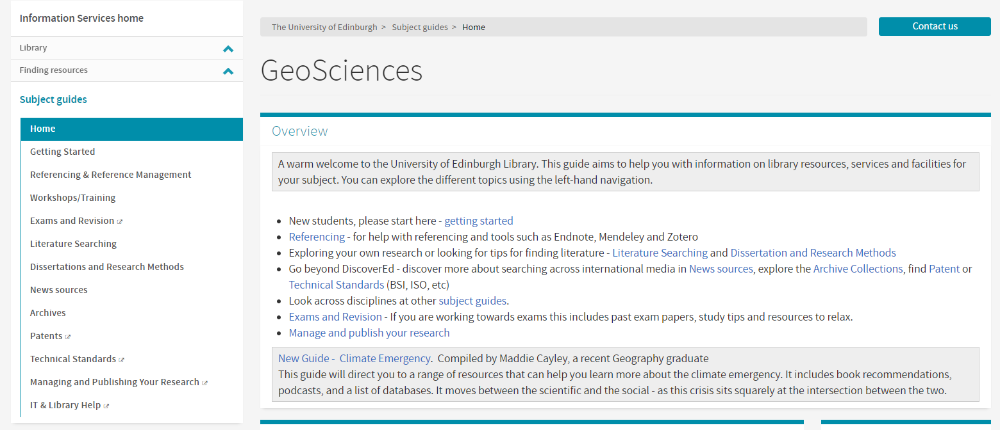 Information Services home
Library
Finding resources
Subject guides
Home
Getting Started
Referencing & Reference Management
Workshops/Training
Exams and Revision
Literature Searching
Dissertations and Research Methods
News sources
Archives
Patents
Technical Standards
Managing and Publishing Your Research
IT & Library Help
The University of Edinburgh > Subject guides > Home
Contact us
GeoSciences
Overview
A warm welcome to the University of Edinburgh Library. This guide aims to help you with information on library resources, services and facilities for
your subject. You can explore the different topics using the left-hand navigation.
• New students, please start here - getting started
• Referencing - for help with referencing and tools such as Endnote, Mendeley and Zotero
• Exploring your own research or looking for tips for finding literature - Literature Searching and Dissertation and Research Methods
• Go beyond DiscoverEd - discover more about searching across international media in News sources, explore the Archive Collections, find Patent or
Technical Standards (BSI, ISO, etc)
• Look across disciplines at other subject guides.
• Exams and Revision - If you are working towards exams this includes past exam papers, study tips and resources to relax.
• Manage and publish your research
New Guide - Climate Emergency. Compiled by Maddie Cayley, a recent Geography graduate
This guide will direct you to a range of resources that can help you learn more about the climate emergency. It includes book recommendations,
podcasts, and a list of databases. It moves between the scientific and the social - as this crisis sits squarely at the intersection between the two.